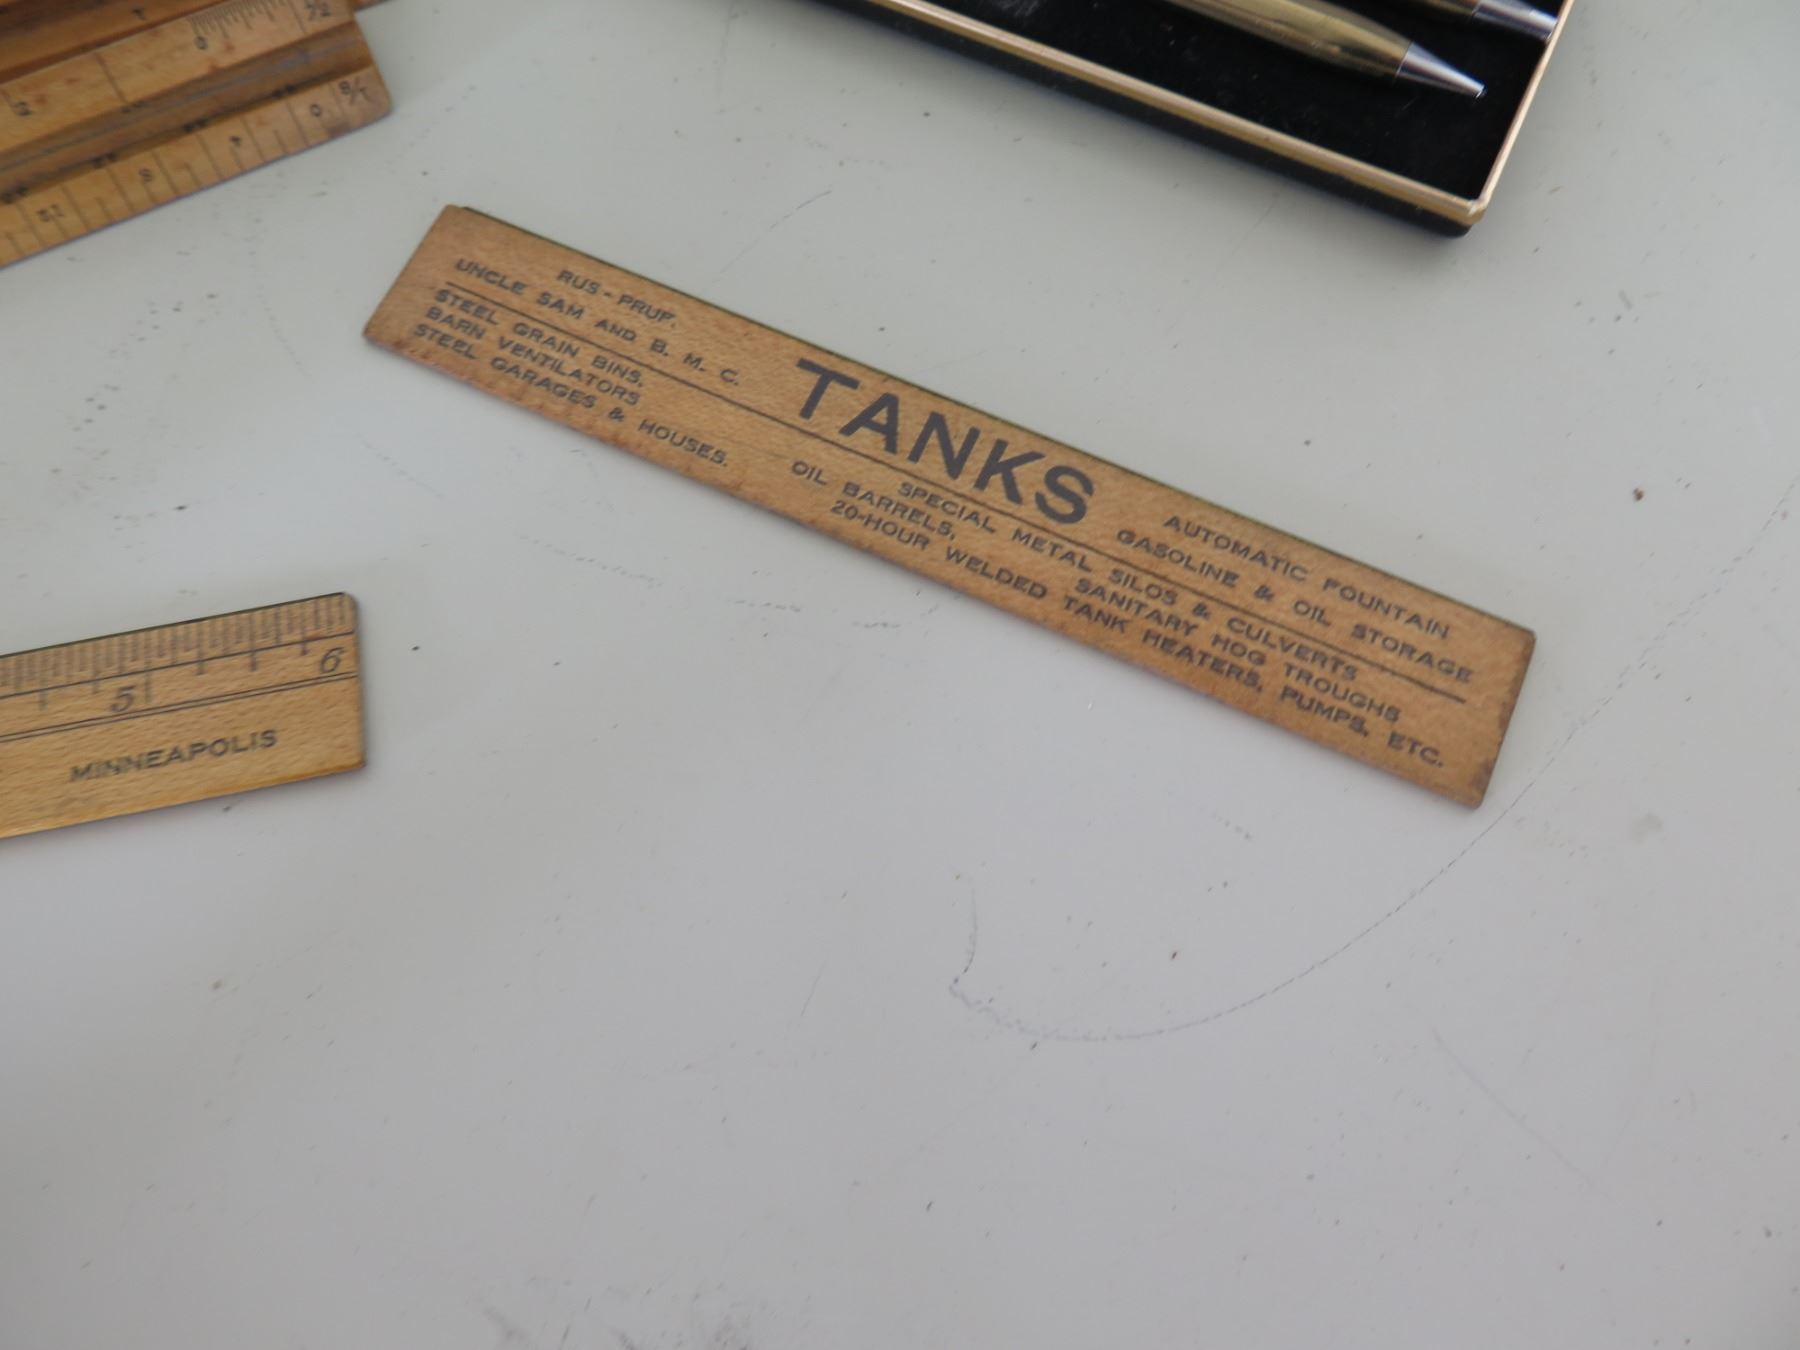 RUS-PRUF.
UNCLE SAM AND B. M. C.
TANKS
AUTOMATIC FOUNTAIN
GASOLINE & OIL STORAGE
STEEL GRAIN BINS,
BARN VENTILATORS
STEEL GARAGES & HOUSES.
SPECIAL METAL SILOS & CULVERTS
OIL BARRELS, SANITARY HOG TROUGHS
20-HOUR WELDED TANK HEATERS, PUMPS, ETC.
5 6
MINNEAPOLIS